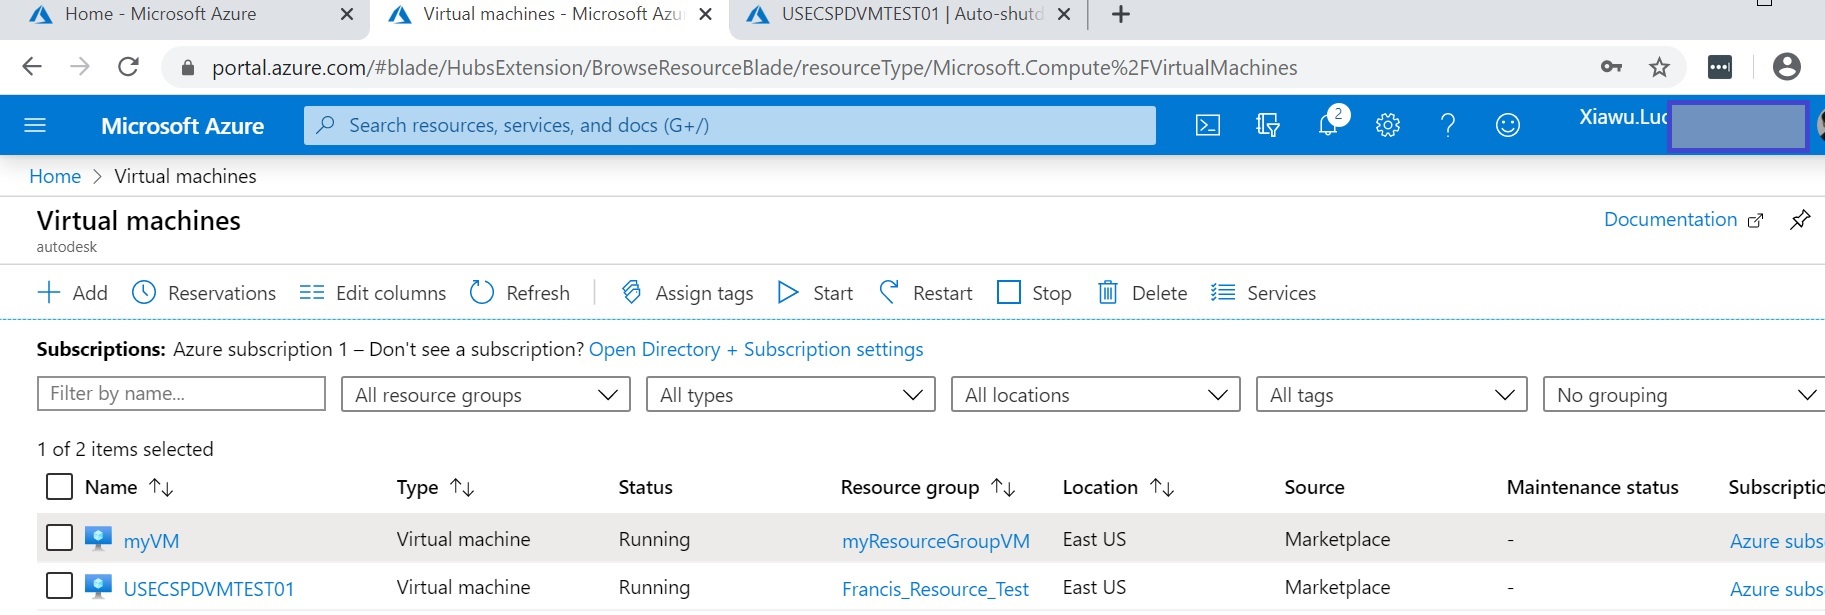 Home - Microsoft Azure
Virtual machines - Microsoft Azu
USECSPDVMTEST01 | Auto-shutd
portal.azure.com/#blade/HubsExtension/BrowseResourceBlade/resourceType/Microsoft.Compute%2FVirtualMachines
Microsoft Azure
Search resources, services, and docs (G+/)
2
Xiawu.Luo
Home > Virtual machines
Virtual machines
autodesk
Documentation
Add Reservations Edit columns Refresh Assign tags Start Restart Stop Delete Services
Subscriptions: Azure subscription 1 – Don't see a subscription? Open Directory + Subscription settings
Filter by name... All resource groups All types All locations All tags No grouping
1 of 2 items selected
Name Type Status Resource group Location Source Maintenance status Subscriptio
myVM Virtual machine Running myResourceGroupVM East US Marketplace - Azure subs
USECSPDVMTEST01 Virtual machine Running Francis_Resource_Test East US Marketplace - Azure subs